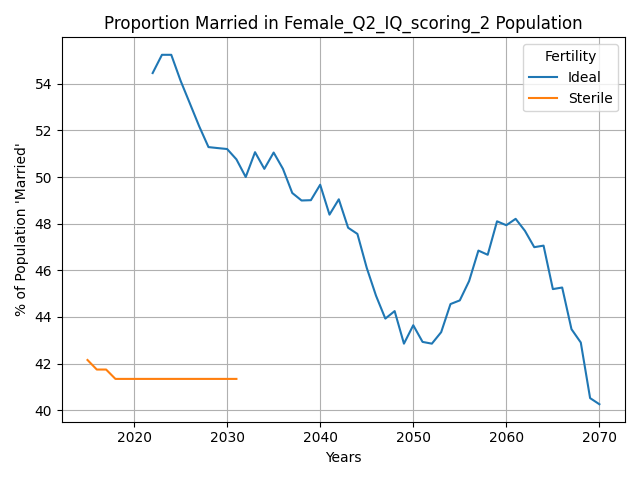 Proportion Married in Female_Q2_IQ_scoring_2 Population
Fertility
Ideal
Sterile
% of Population 'Married'
54
52
50
48
46
44
42
40
2020
2030
2040
2050
2060
2070
Years